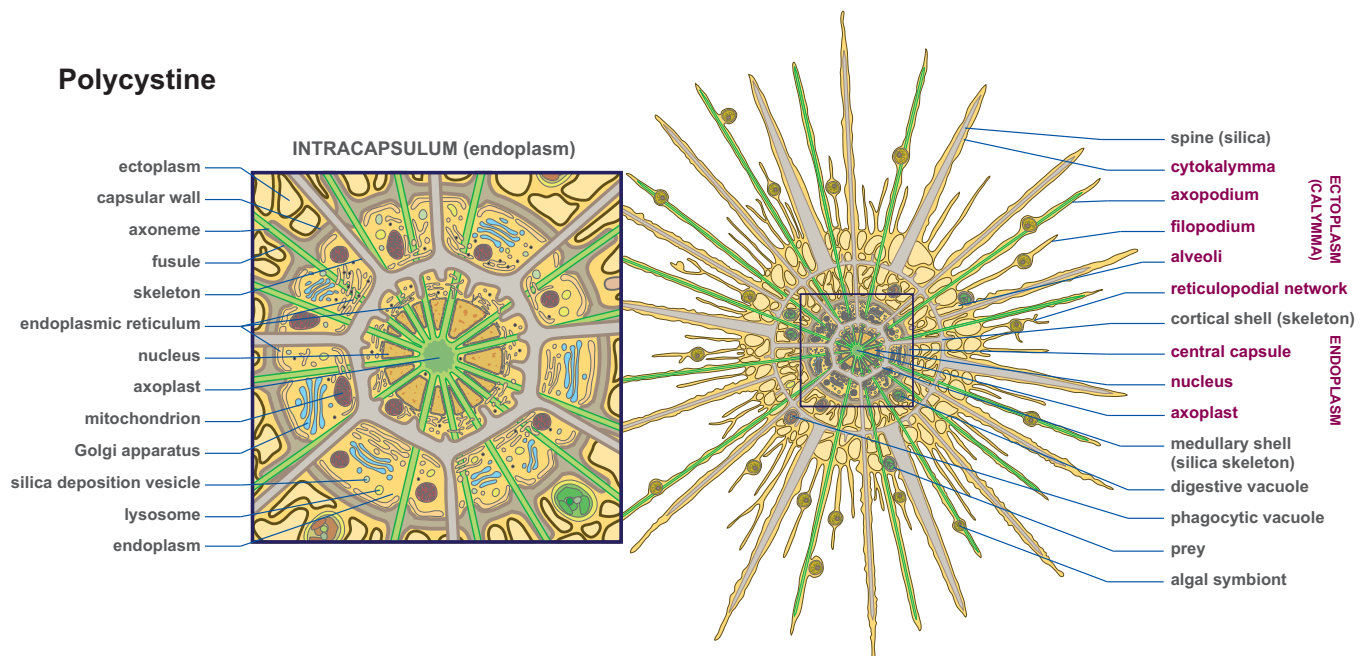 Polycystine
INTRACAPSULUM (endoplasm)
ectoplasm
capsular wall
axoneme
fusule
skeleton
endoplasmic reticulum
nucleus
axoplast
mitochondrion
Golgi apparatus
silica deposition vesicle
lysosome
endoplasm
spine (silica)
cytokalymma
axopodium
filopodium
alveoli
reticulopodial network
cortical shell (skeleton)
central capsule
nucleus
axoplast
medullary shell
(silica skeleton)
digestive vacuole
phagocytic vacuole
prey
algal symbiont
ECTOPLASM
(CALYMMA)
ENDOPLASM